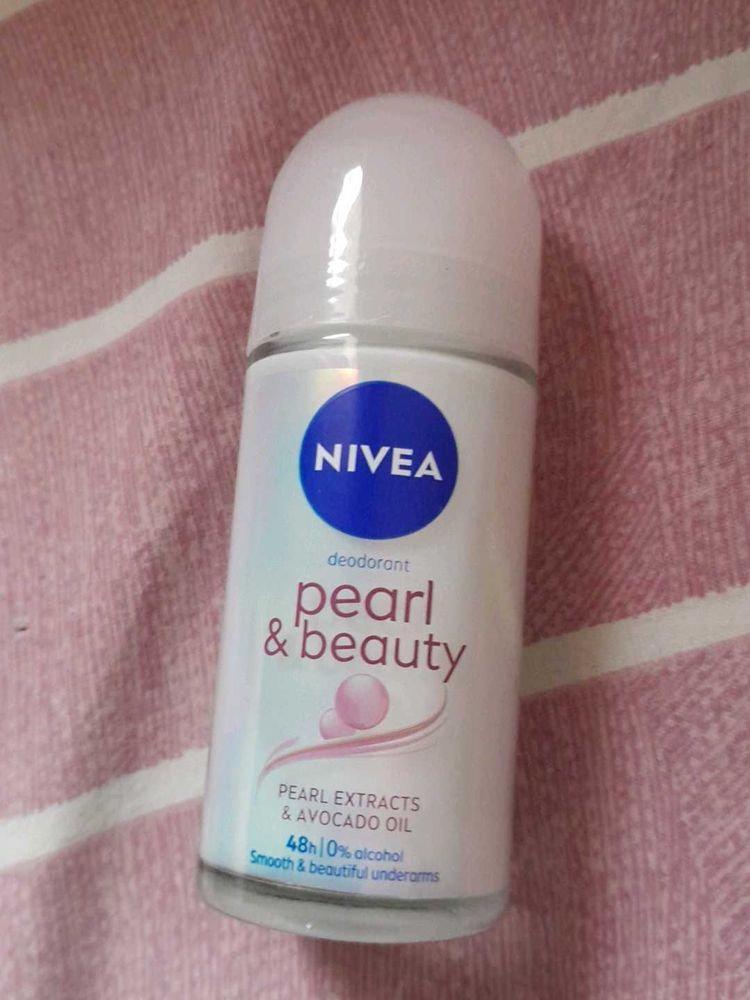 NIVEA
deodorant
pearl
& beauty
PEARL EXTRACTS
& AVOCADO OIL
48h | 0% alcohol
Smooth & beautiful underarms